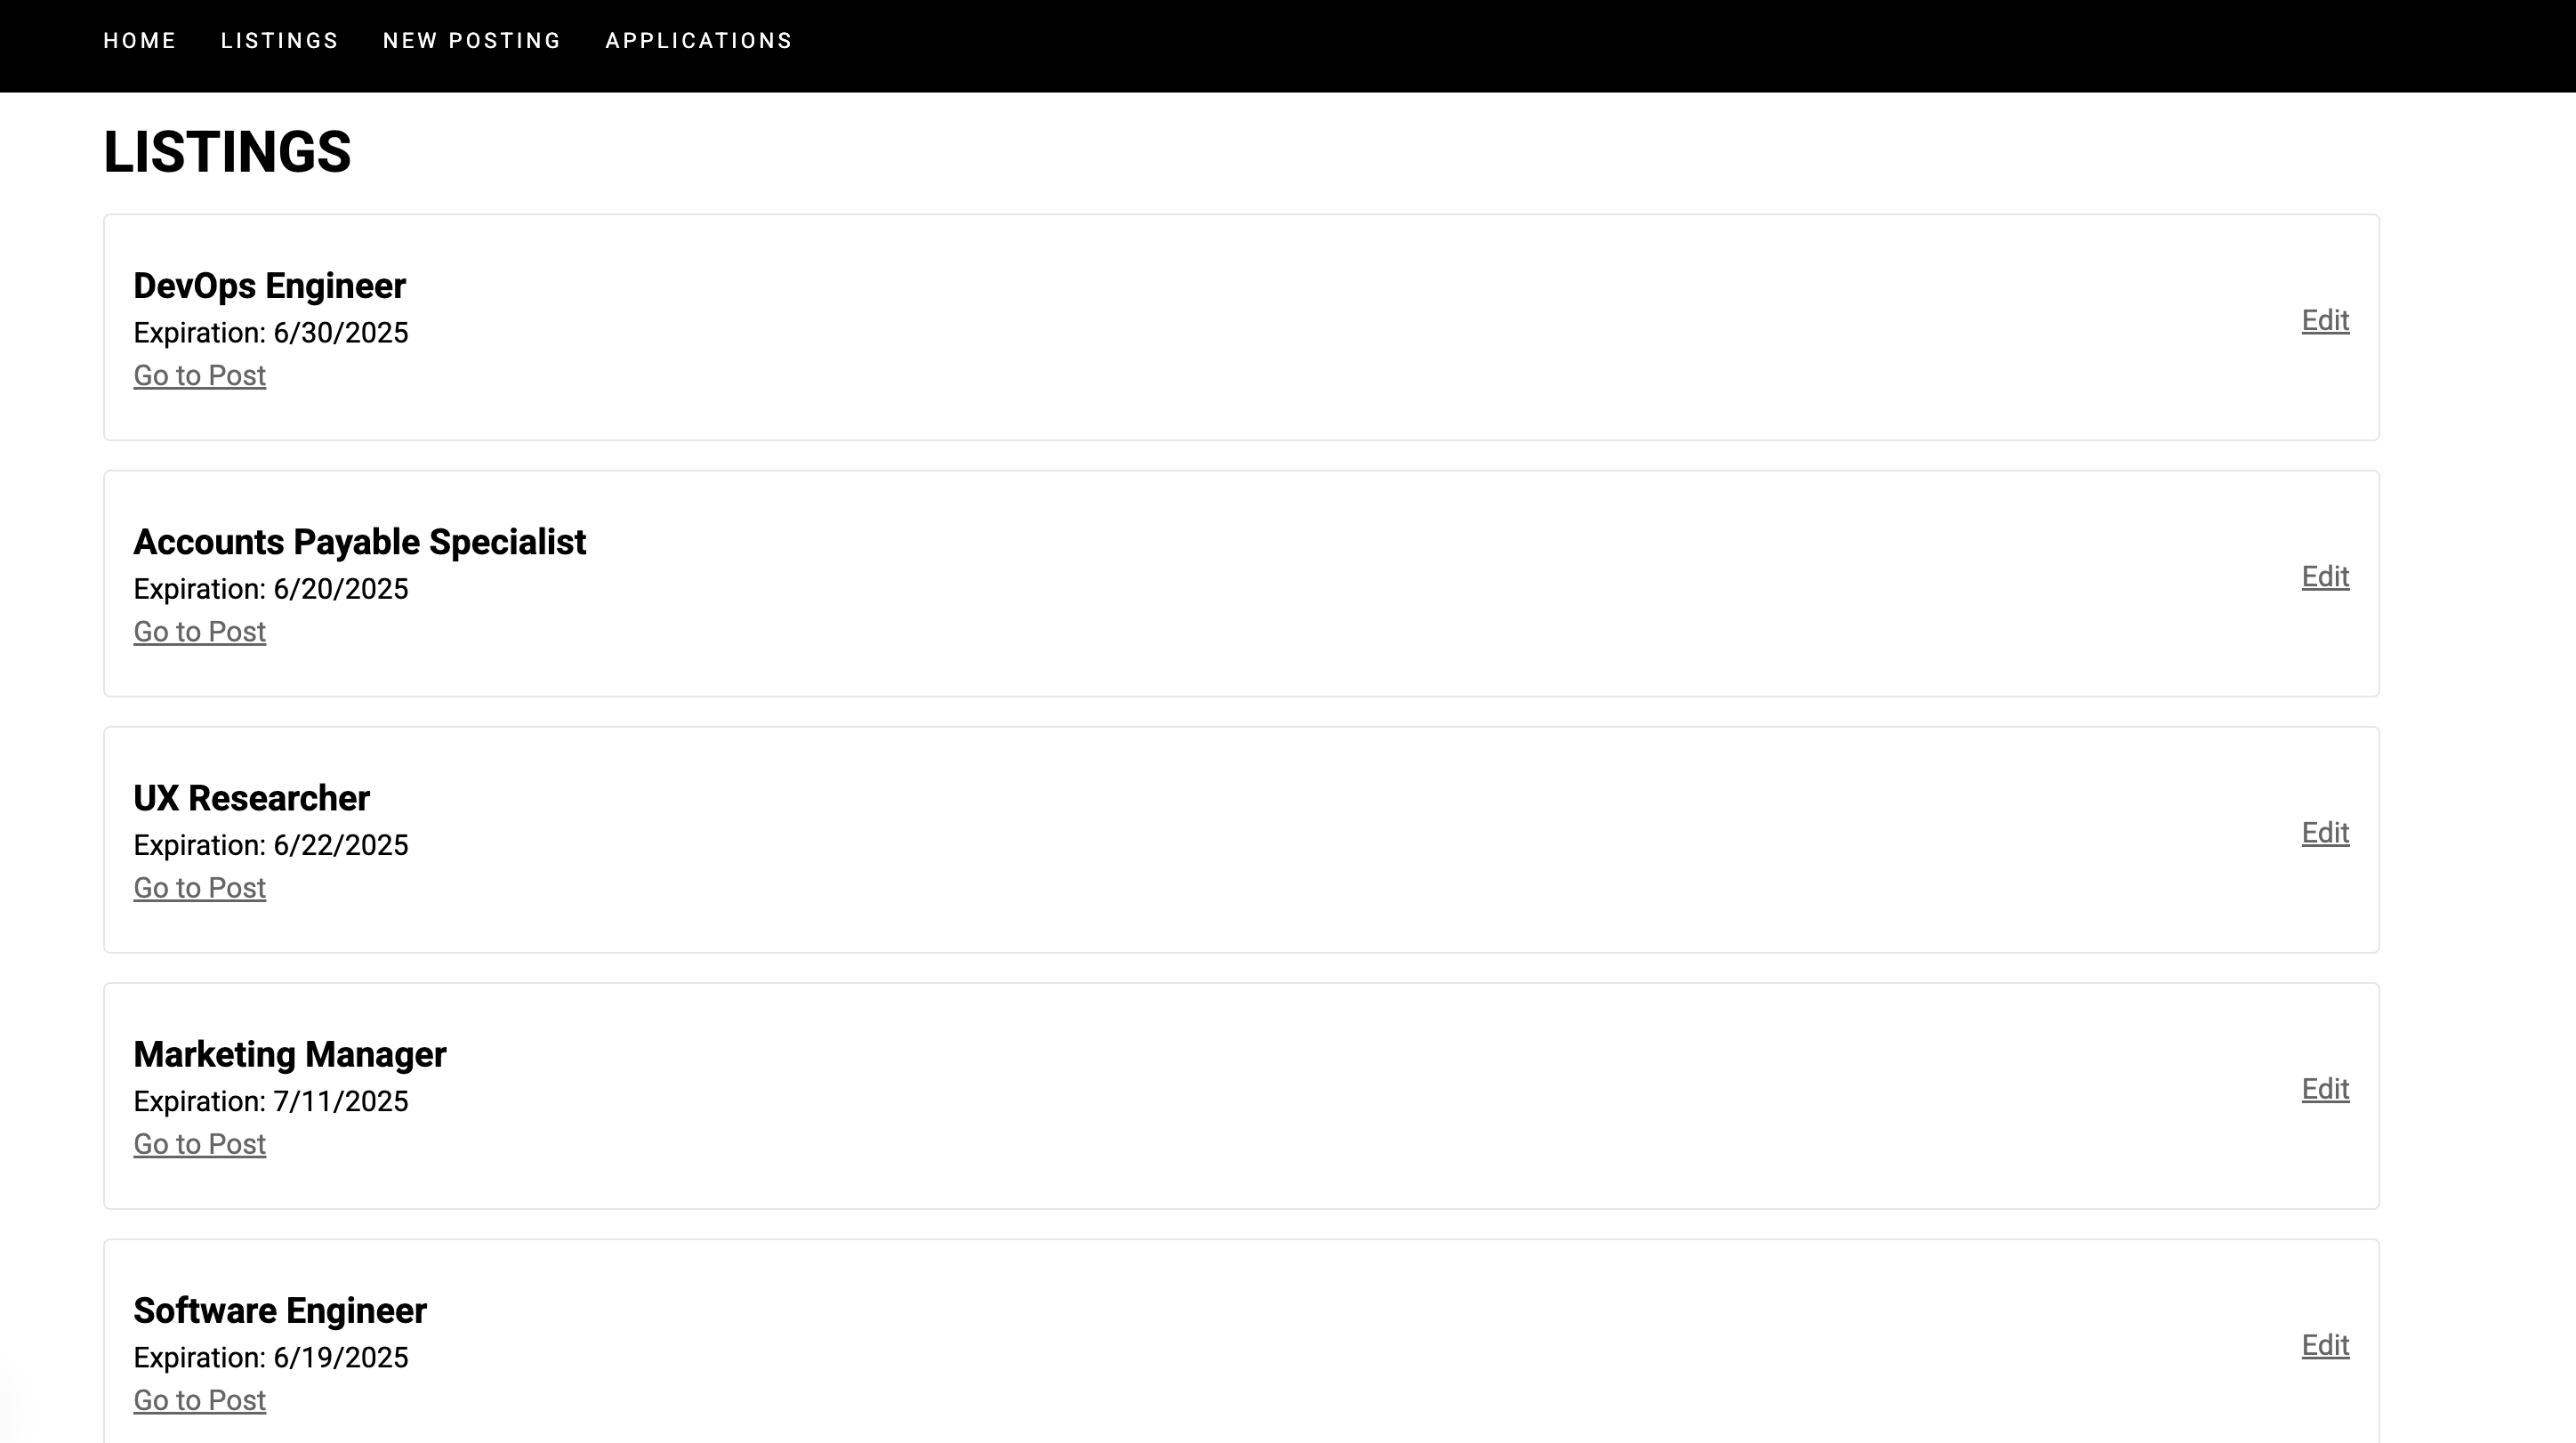 HOME LISTINGS NEW POSTING APPLICATIONS
LISTINGS
DevOps Engineer
Expiration: 6/30/2025
Edit
Go to Post
Accounts Payable Specialist
Expiration: 6/20/2025
Edit
Go to Post
UX Researcher
Expiration: 6/22/2025
Edit
Go to Post
Marketing Manager
Expiration: 7/11/2025
Edit
Go to Post
Software Engineer
Expiration: 6/19/2025
Edit
Go to Post